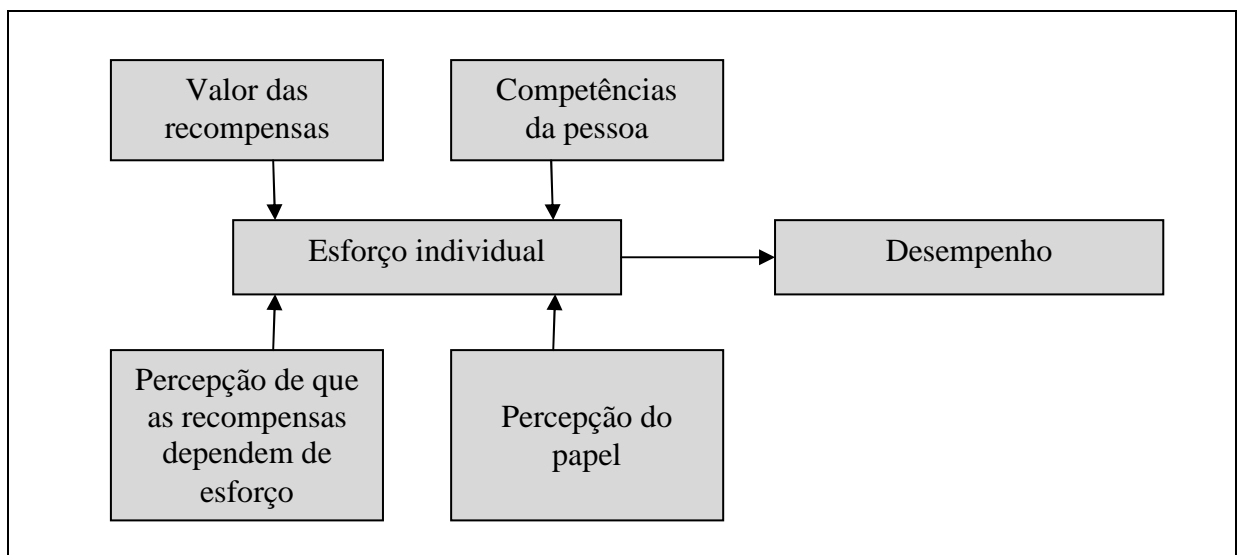 Valor das
recompensas
Competências
da pessoa
Esforço individual
Desempenho
Percepção de que
as recompensas
dependem de
esforço
Percepção do
papel